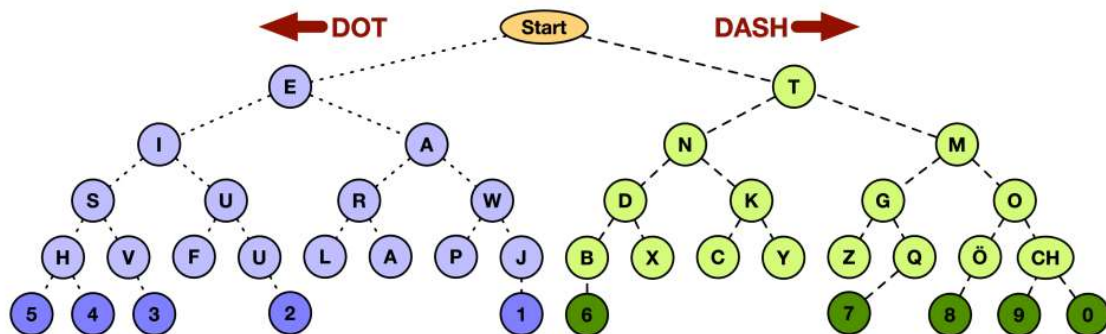 DOT Start DASH
E T
I A N M
S U R W D K G O
H V F U L A P J B X C Y Z Q Ö CH
5 4 3 2 1 6 7 8 9 0